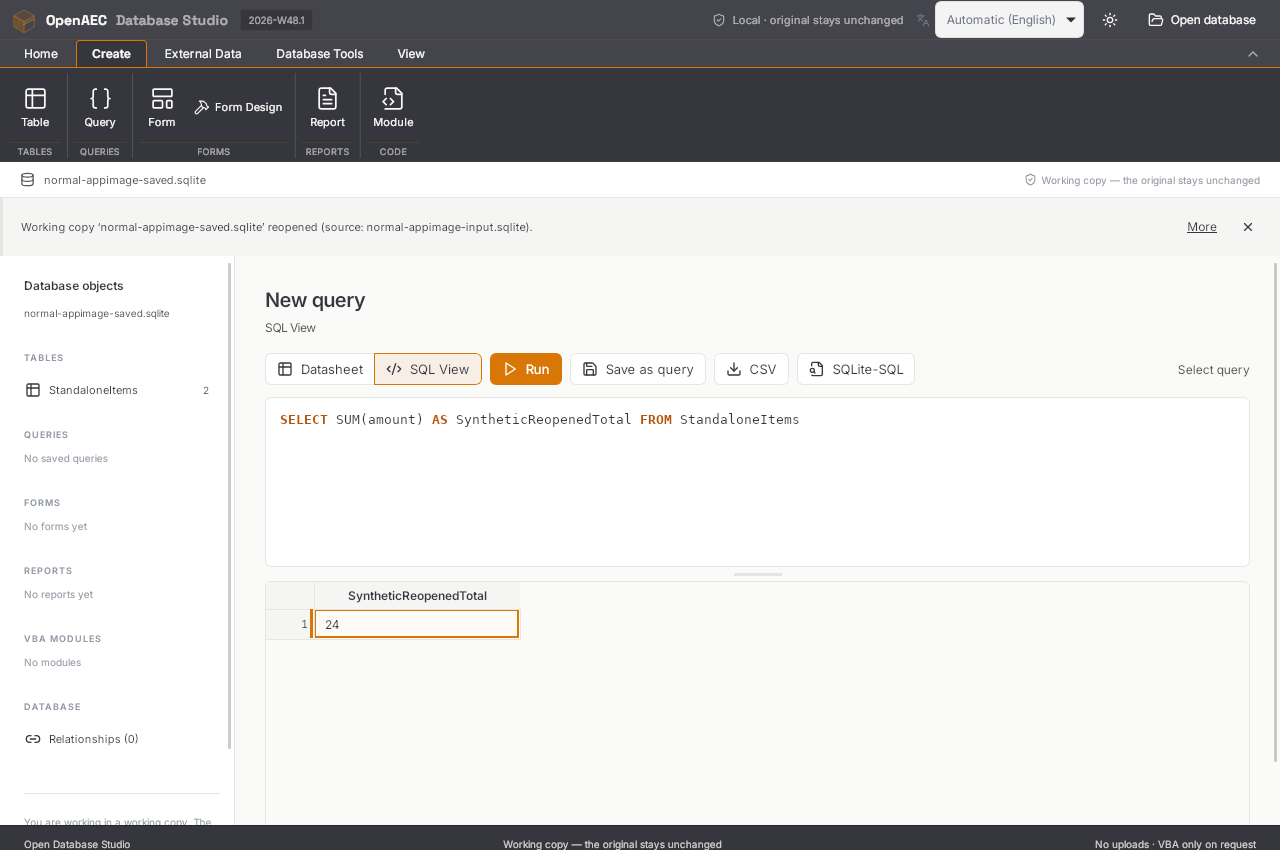 OpenAEC Database Studio 2026-W48.1
Local · original stays unchanged
Automatic (English)
Open database
Home Create External Data Database Tools View
Table Query Form Form Design Report Module
TABLES QUERIES FORMS REPORTS CODE
normal-appimage-saved.sqlite
Working copy — the original stays unchanged
Working copy ‘normal-appimage-saved.sqlite’ reopened (source: normal-appimage-input.sqlite).
More
Database objects
normal-appimage-saved.sqlite
TABLES
StandaloneItems 2
QUERIES
No saved queries
FORMS
No forms yet
REPORTS
No reports yet
VBA MODULES
No modules
DATABASE
Relationships (0)
You are working in a working copy. The
New query
SQL View
Datasheet SQL View Run Save as query CSV SQLite-SQL
Select query
SELECT SUM(amount) AS SyntheticReopenedTotal FROM StandaloneItems
SyntheticReopenedTotal
1 24
Open Database Studio
Working copy — the original stays unchanged
No uploads · VBA only on request